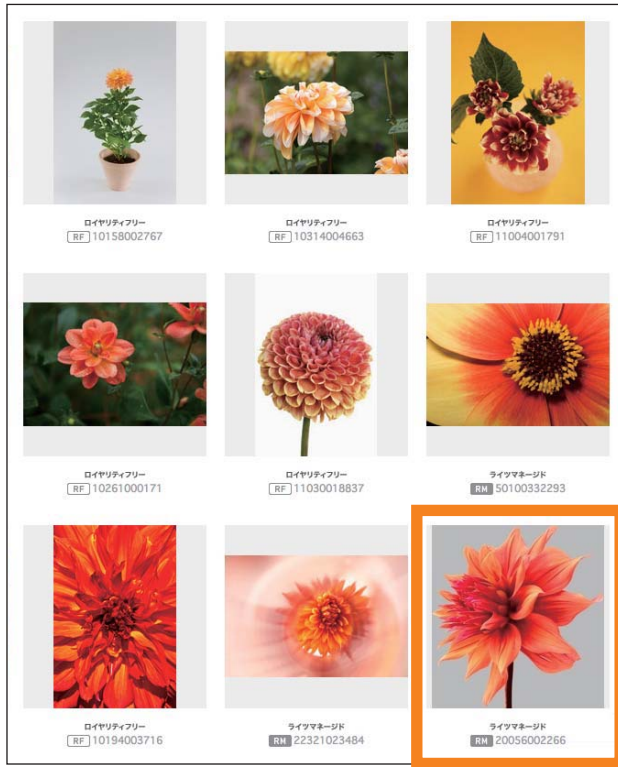 ロイヤリティフリー
RF 10158002767
ロイヤリティフリー
RF 10314004663
ロイヤリティフリー
RF 11004001791
ロイヤリティフリー
RF 10261000171
ロイヤリティフリー
RF 11030018837
ライツマネージド
RM 50100332293
ロイヤリティフリー
RF 10194003716
ライツマネージド
RM 22321023484
ライツマネージド
RM 20056002266